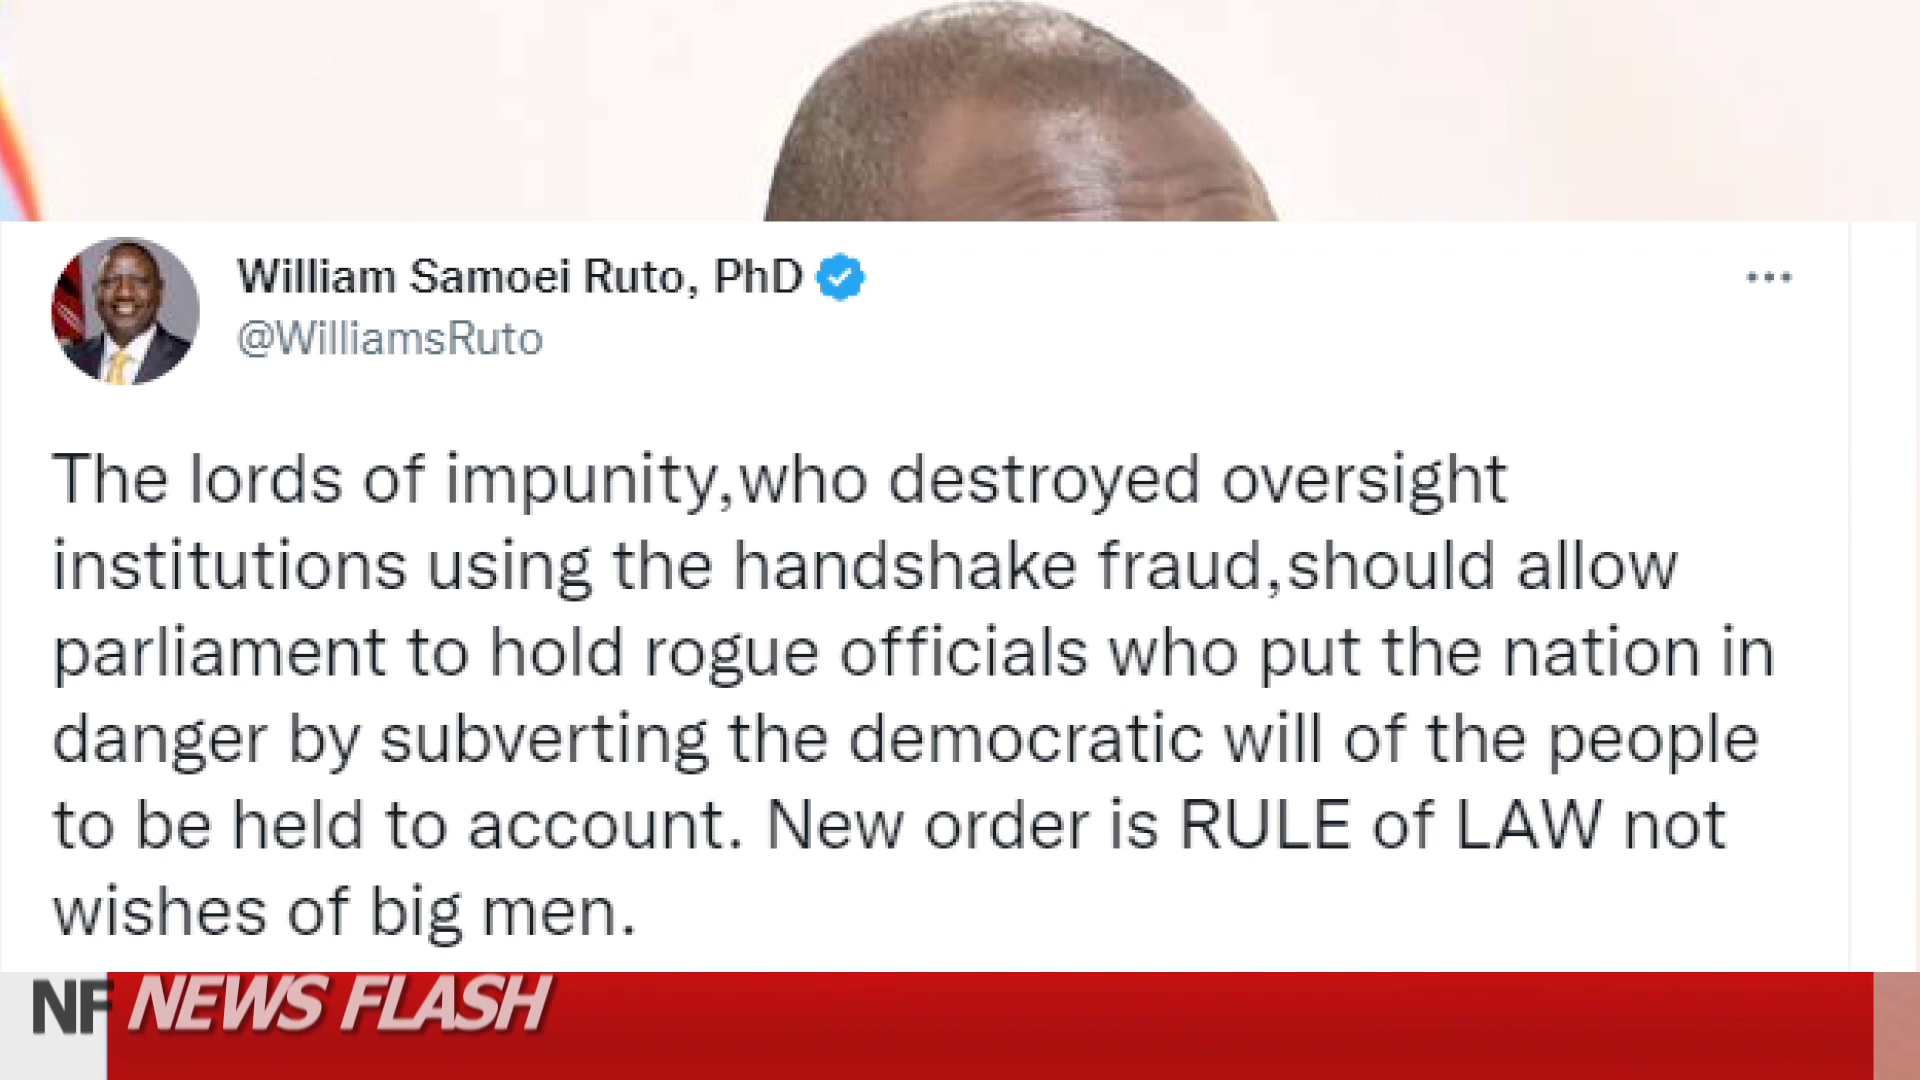 William Samoei Ruto, PhD
@WilliamsRuto
The lords of impunity,who destroyed oversight
institutions using the handshake fraud,should allow
parliament to hold rogue officials who put the nation in
danger by subverting the democratic will of the people
to be held to account. New order is RULE of LAW not
wishes of big men.
NF NEWS FLASH